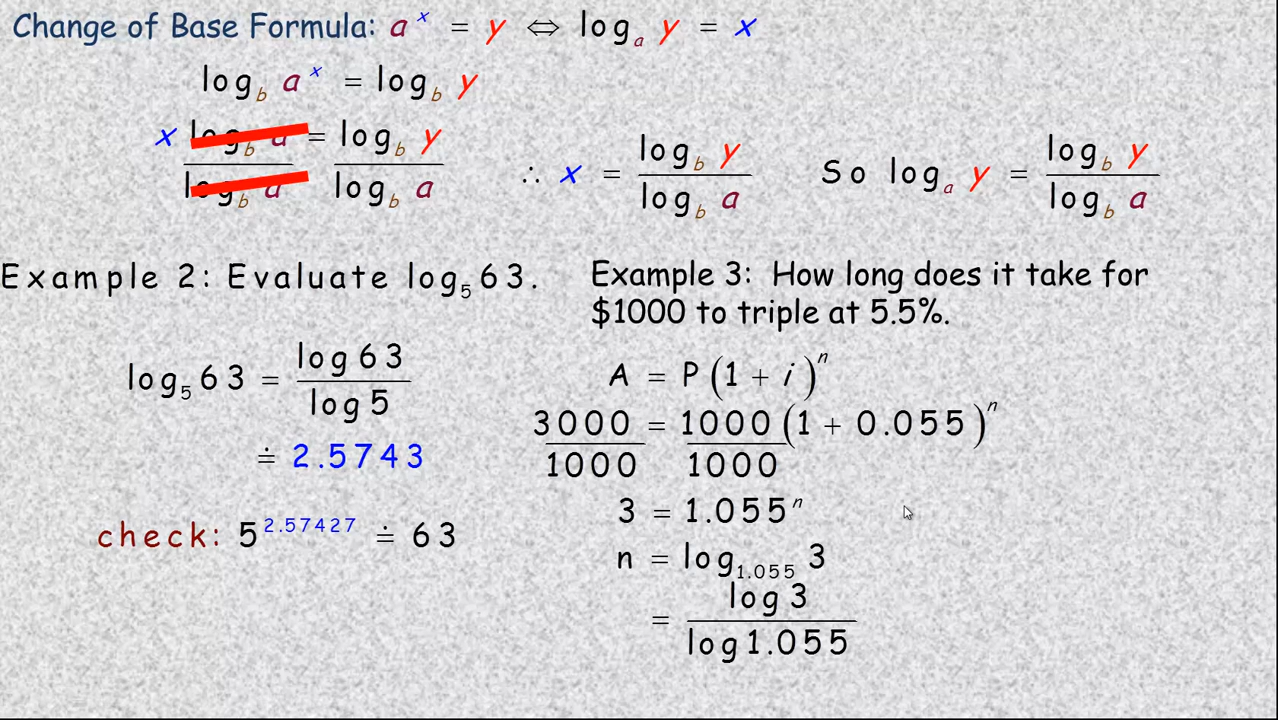 Change of Base Formula: a^x = y ⇔ log_a y = x
log_b a^x = log_b y
x log_b a / log_b a = log_b y / log_b a
∴ x = log_b y / log_b a
So log_a y = log_b y / log_b a
Example 2: Evaluate log_5 63.
log_5 63 = log 63 / log 5
≐ 2.5743
check: 5^2.57427 ≐ 63
Example 3: How long does it take for
$1000 to triple at 5.5%.
A = P(1 + i)^n
3000 / 1000 = 1000 / 1000 (1 + 0.055)^n
3 = 1.055^n
n = log_1.055 3
= log 3 / log 1.055